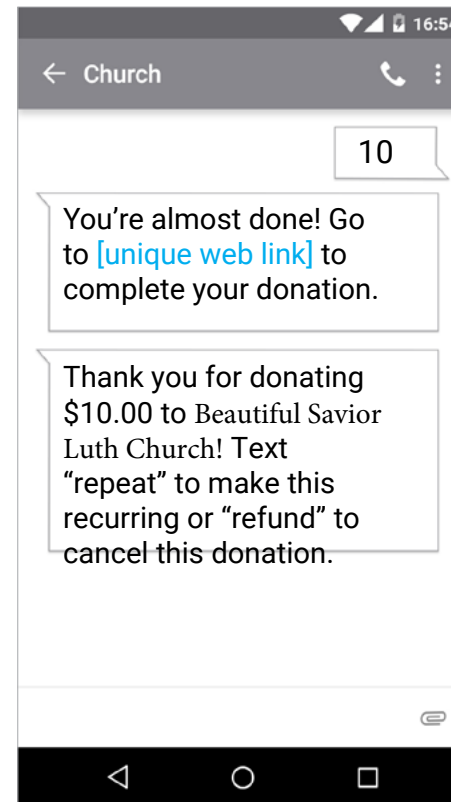 16:54
Church
10
You’re almost done! Go
to [unique web link] to
complete your donation.
Thank you for donating
$10.00 to Beautiful Savior
Luth Church! Text
“repeat” to make this
recurring or “refund” to
cancel this donation.